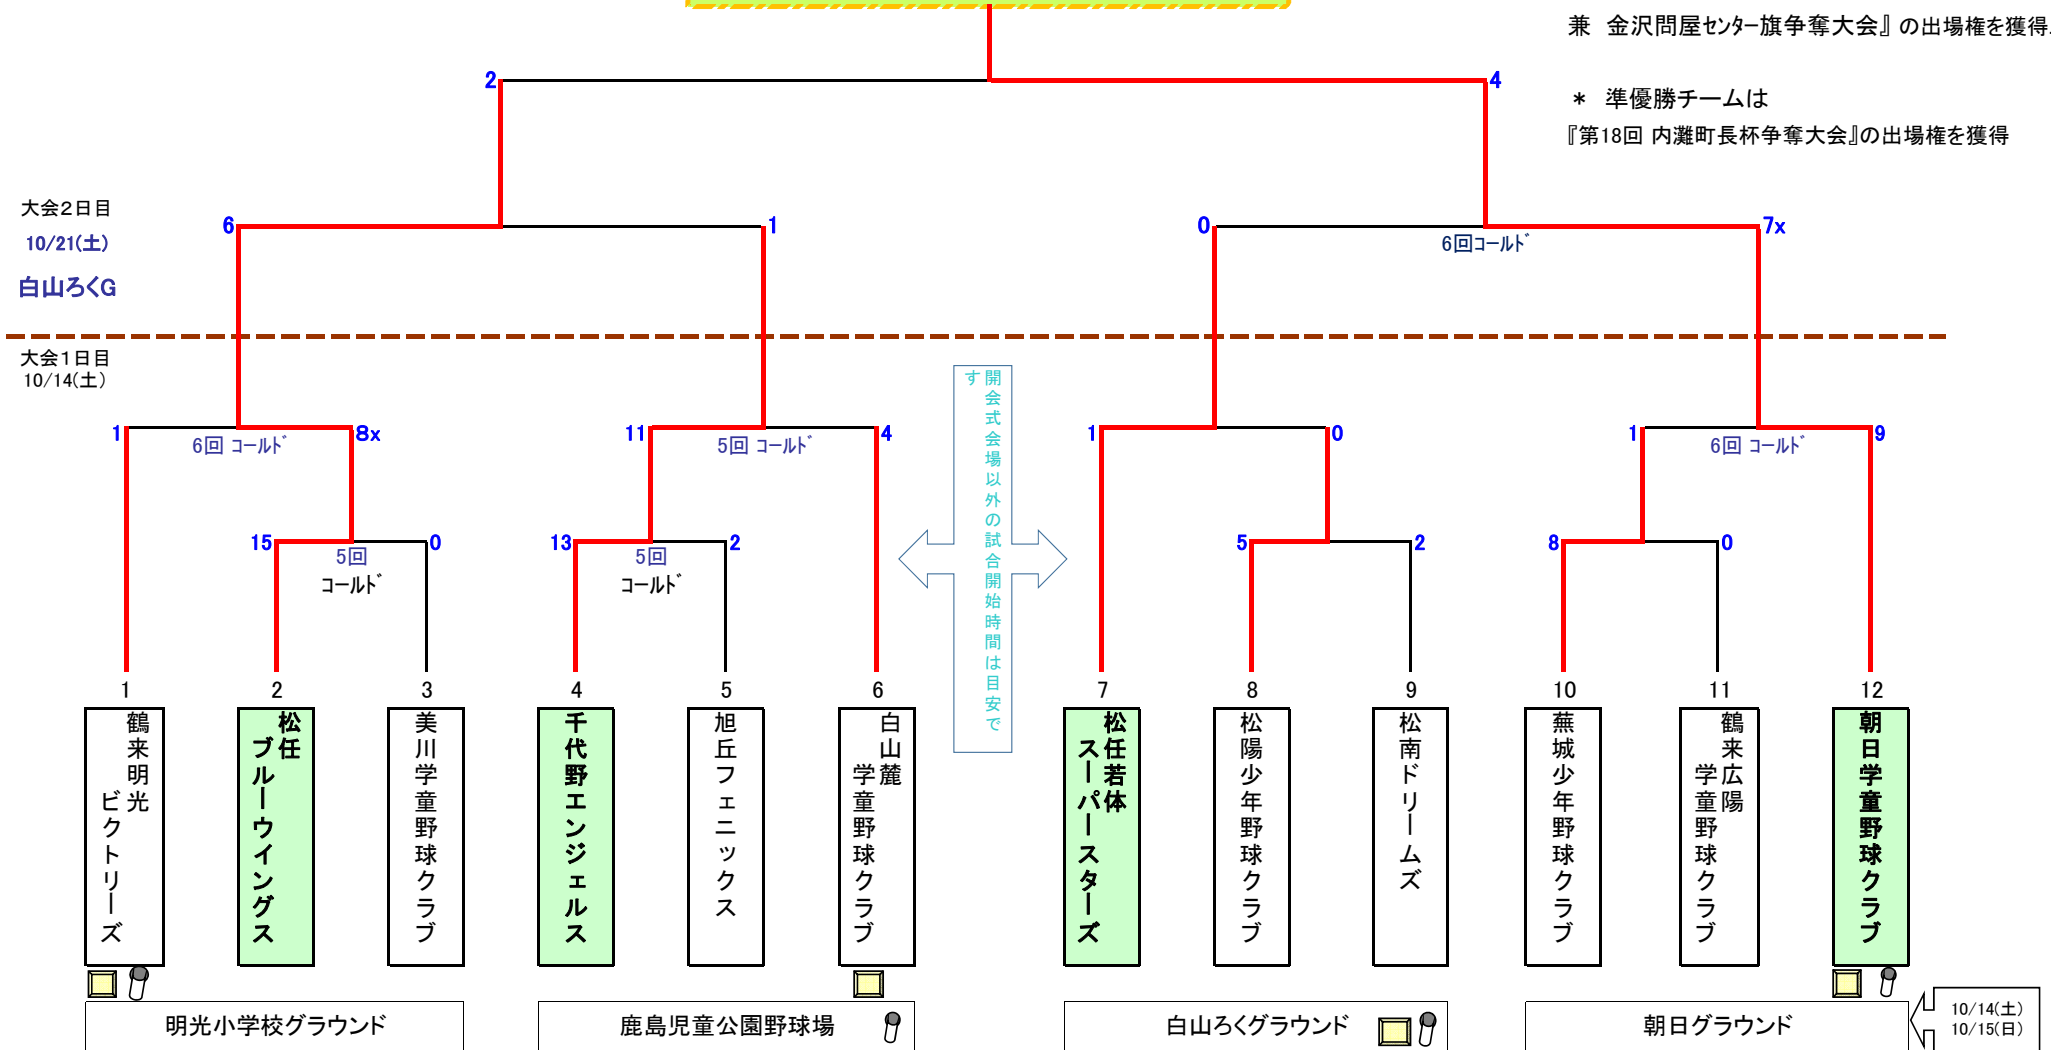 兼 金沢問屋センター旗争奪大会』の出場権を獲得
2
4
* 準優勝チームは
『第18回 内灘町長杯争奪大会』の出場権を獲得
大会2日目
10/21(土)
白山ろくG
6
1
0
7x
6回コールド
大会1日目
10/14(土)
1
8x
6回 コールド
11
4
5回 コールド
1
0
1
9
6回 コールド
開会式会場以外の試合開始時間は目安で
す
15
0
5回
コールド
13
2
5回
コールド
5
2
8
0
1
2
3
4
5
6
7
8
9
10
11
12
鶴来明光
ビクトリーズ
松任
ブルーウイングス
美川学童野球クラブ
千代野エンジェルス
旭丘フェニックス
白山麓
学童野球クラブ
松任若体
スーパースターズ
松陽少年野球クラブ
松南ドリームズ
蕪城少年野球クラブ
鶴来広陽
学童野球クラブ
朝日学童野球クラブ
明光小学校グラウンド
鹿島児童公園野球場
白山ろくグラウンド
朝日グラウンド
10/14(土)
10/15(日)